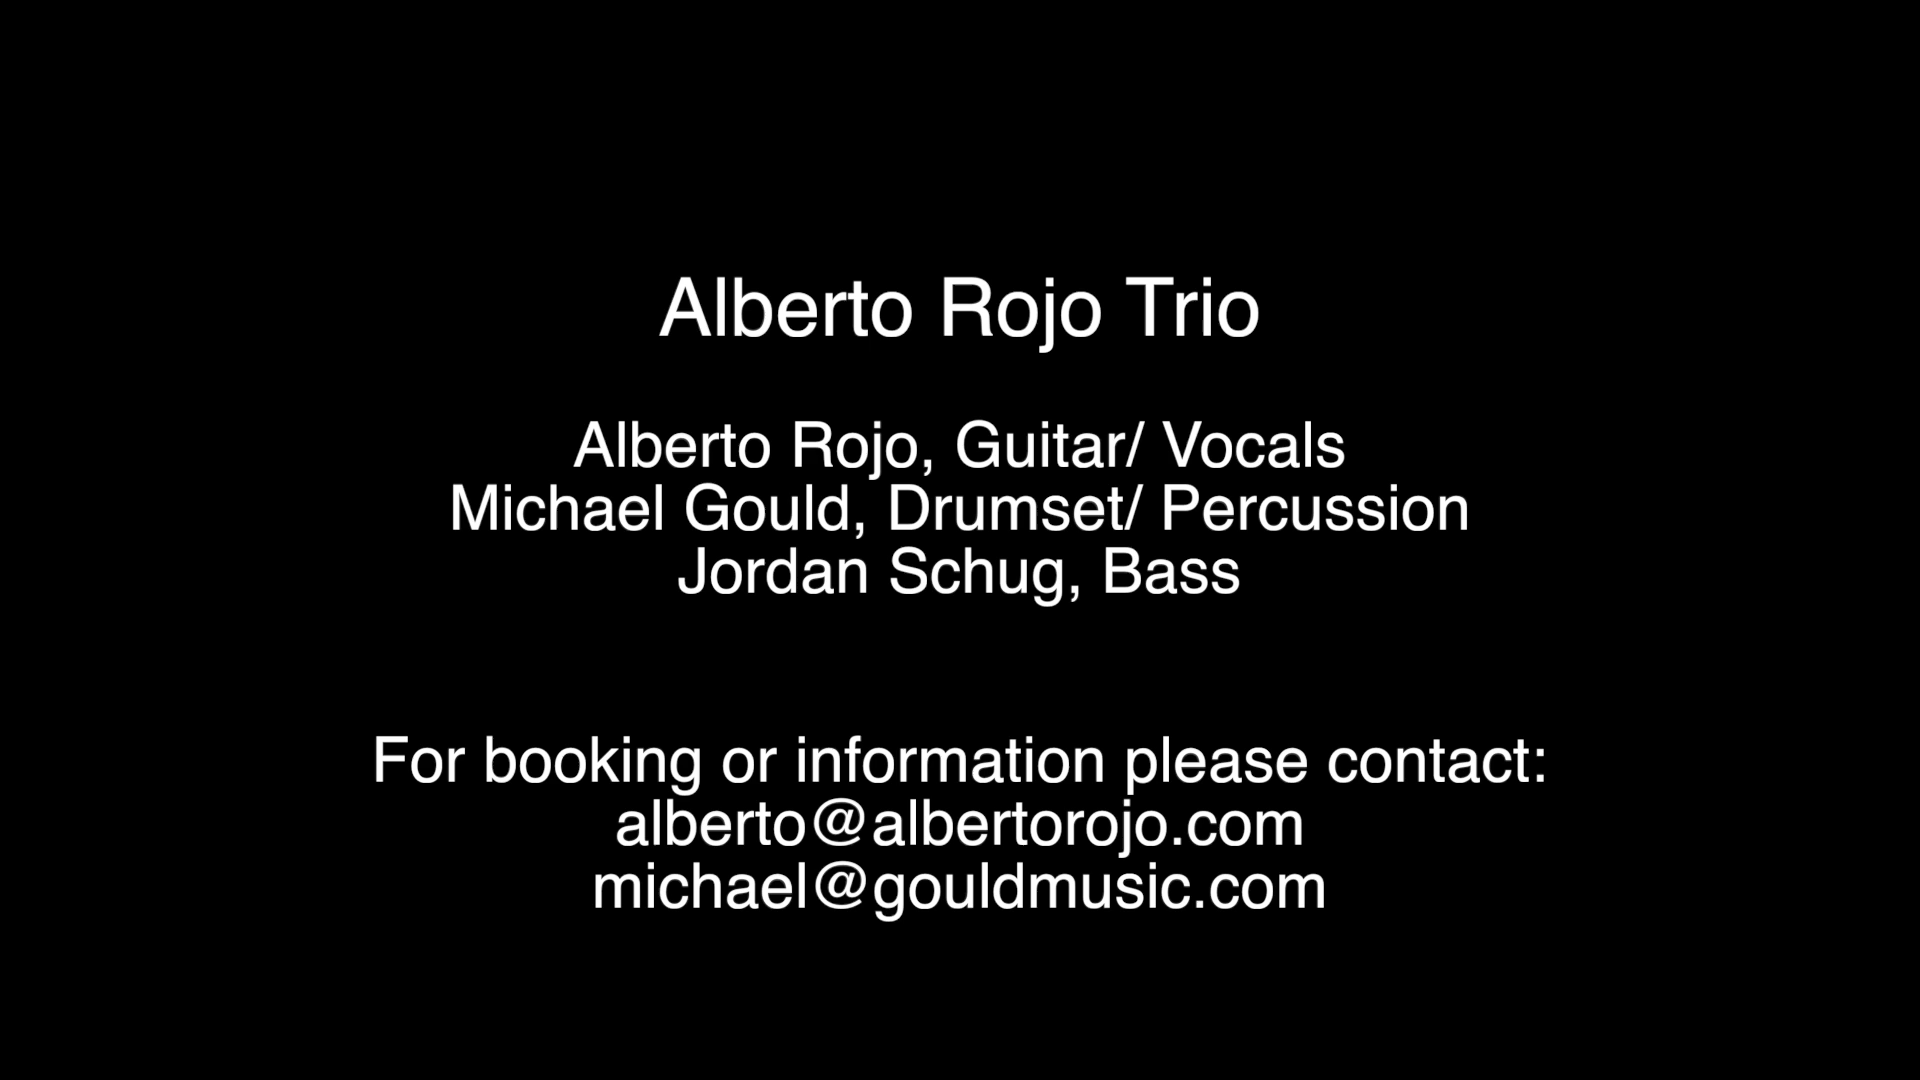 Alberto Rojo Trio
Alberto Rojo, Guitar/ Vocals
Michael Gould, Drumset/ Percussion
Jordan Schug, Bass
For booking or information please contact:
alberto@albertorojo.com
michael@gouldmusic.com